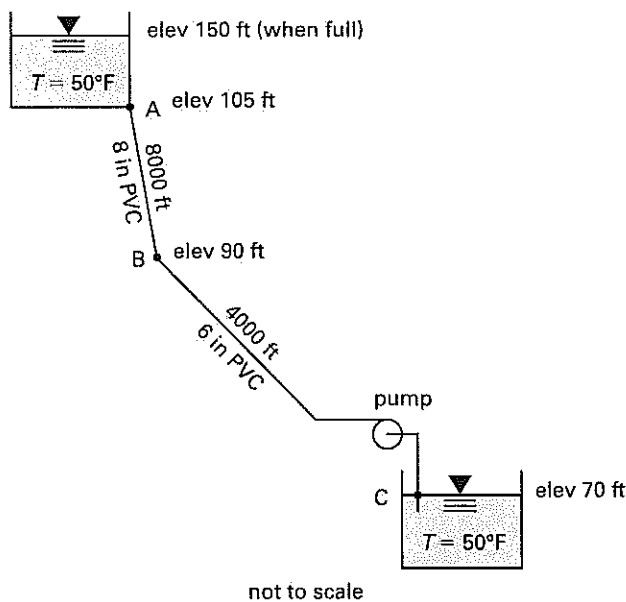 elev 150 ft (when full)
T = 50°F
A elev 105 ft
8000 ft
8 in PVC
B elev 90 ft
4000 ft
6 in PVC
pump
C elev 70 ft
T = 50°F
not to scale